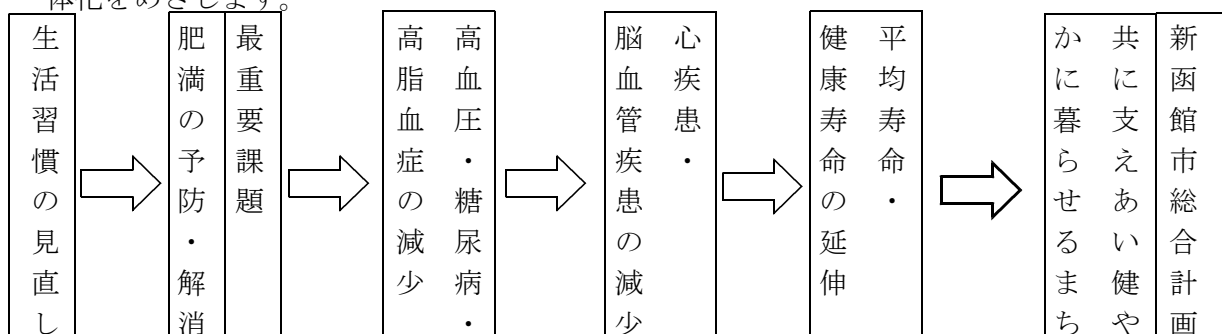 体化をめざします。
生活習慣の見直し
最重要課題
肥満の予防・解消
高血圧・糖尿病・
高脂血症の減少
心疾患・
脳血管疾患の減少
平均寿命・
健康寿命の延伸
新函館市総合計画
共に支えあい健や
かに暮らせるまち